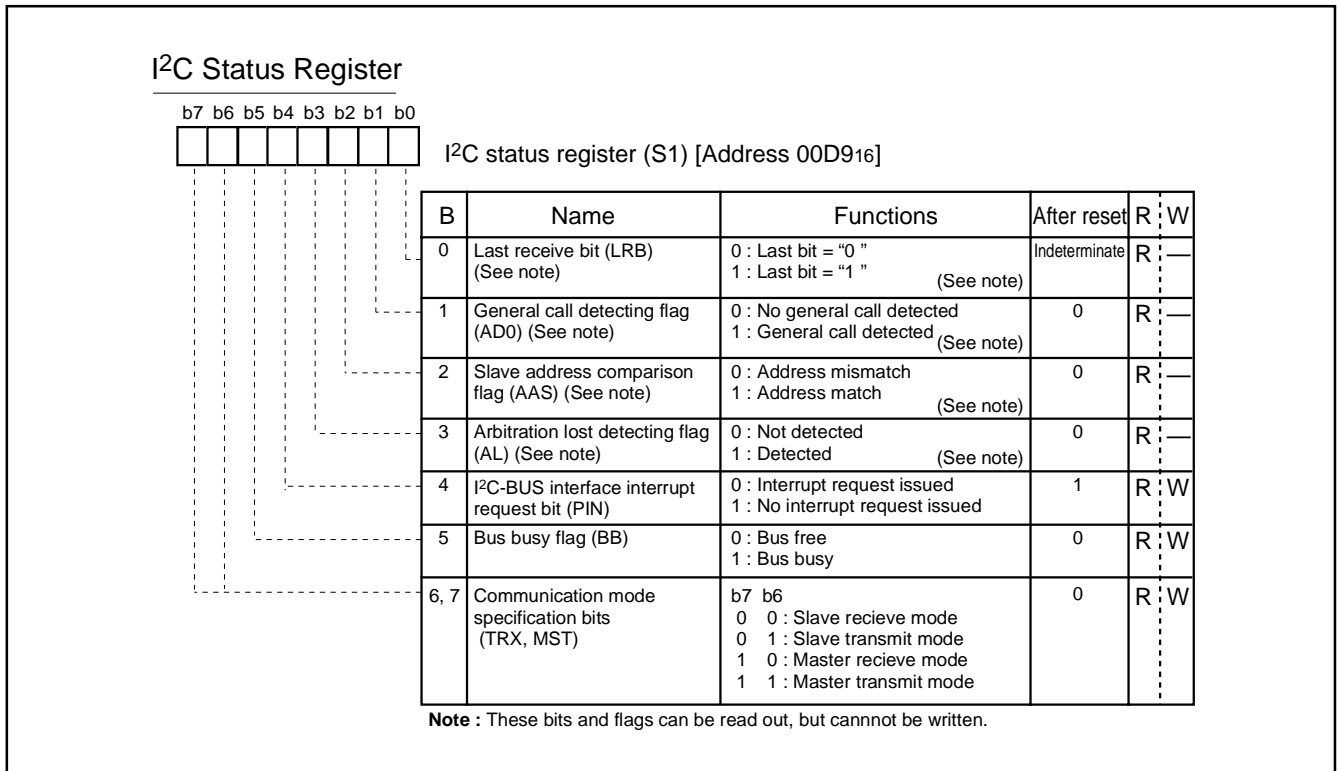 I2C Status Register
b7 b6 b5 b4 b3 b2 b1 b0
I2C status register (S1) [Address 00D916]
B Name Functions After reset R W
0 Last receive bit (LRB) 0 : Last bit = “0 ” Indeterminate R —
(See note) 1 : Last bit = “1 ” (See note)
1 General call detecting flag 0 : No general call detected 0 R —
(AD0) (See note) 1 : General call detected (See note)
2 Slave address comparison 0 : Address mismatch 0 R —
flag (AAS) (See note) 1 : Address match (See note)
3 Arbitration lost detecting flag 0 : Not detected 0 R —
(AL) (See note) 1 : Detected (See note)
4 I2C-BUS interface interrupt 0 : Interrupt request issued 1 R W
request bit (PIN) 1 : No interrupt request issued
5 Bus busy flag (BB) 0 : Bus free 0 R W
1 : Bus busy
6, 7 Communication mode b7 b6 0 R W
specification bits 0 0 : Slave recieve mode
(TRX, MST) 0 1 : Slave transmit mode
1 0 : Master recieve mode
1 1 : Master transmit mode
Note : These bits and flags can be read out, but cannnot be written.